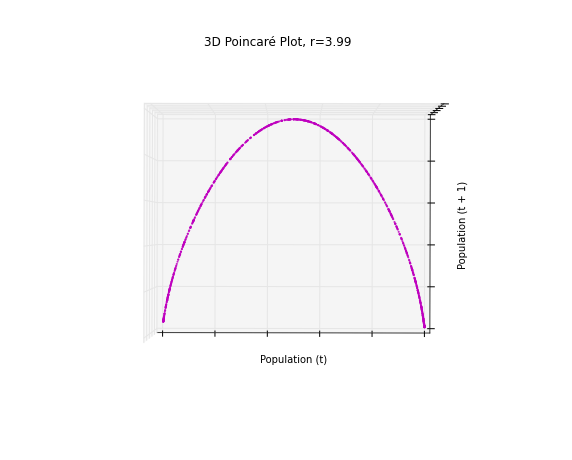 3D Poincaré Plot, r=3.99
Population (t + 1)
Population (t)